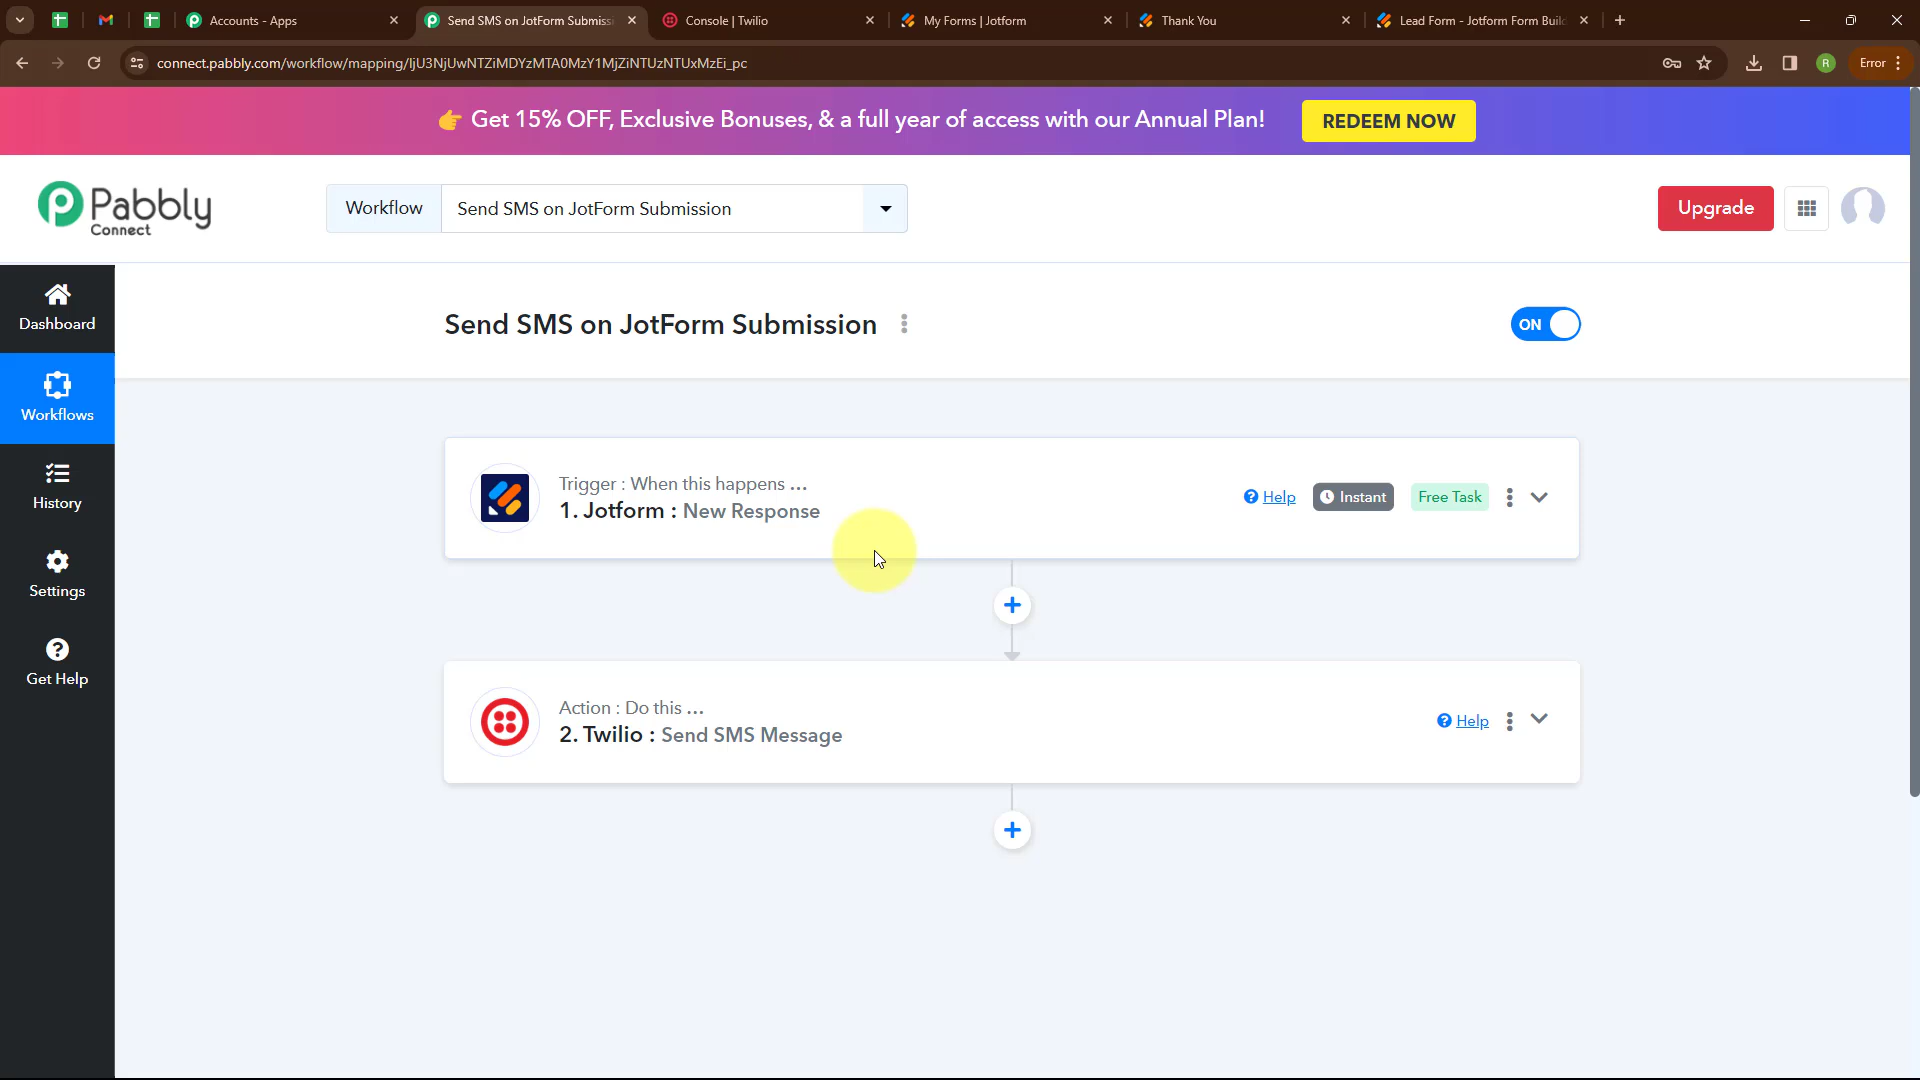 Accounts - Apps
Send SMS on JotForm Submiss
Console | Twilio
My Forms | Jotform
Thank You
Lead Form - Jotform Form Buil
connect.pabbly.com/workflow/mapping/IjU3NjUwNTZiMDYzMTA0MzY1MjZiNTUzNTUxMzEi_pc
R
Error
👉 Get 15% OFF, Exclusive Bonuses, & a full year of access with our Annual Plan!
REDEEM NOW
Pabbly
Connect
Workflow
Send SMS on JotForm Submission
Upgrade
Dashboard
Workflows
History
Settings
Get Help
Send SMS on JotForm Submission
ON
Trigger : When this happens ...
1. Jotform : New Response
Help
Instant
Free Task
Action : Do this ...
2. Twilio : Send SMS Message
Help